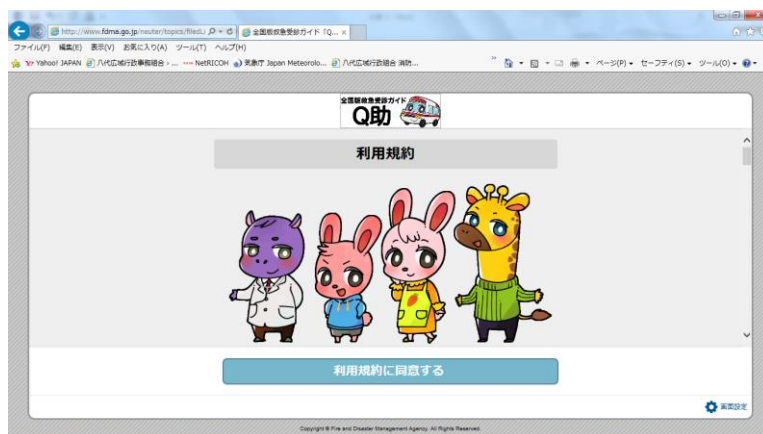 http://www.fdma.go.jp/neuter/topics/filedLi
全国版救急受診ガイド「Q...
ファイル(F) 編集(E) 表示(V) お気に入り(A) ツール(T) ヘルプ(H)
Yahoo! JAPAN 八代広域行政事務組合 › ... NetRICOH 気象庁 Japan Meteorolo... 八代広域行政組合 消防...
ページ(P) セーフティ(S) ツール(O)
全国版救急受診ガイド
Q助
利用規約
利用規約に同意する
画面設定
Copyright © Fire and Disaster Management Agency. All Rights Reserved.